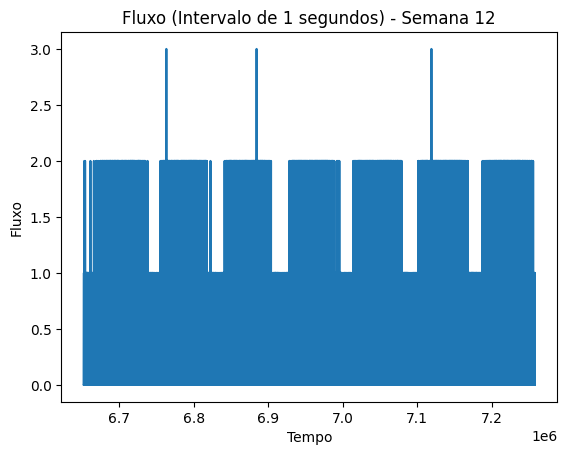 Fluxo (Intervalo de 1 segundos) - Semana 12
3.0
2.5
2.0
1.5
1.0
0.5
0.0
Fluxo
6.7 6.8 6.9 7.0 7.1 7.2
1e6
Tempo